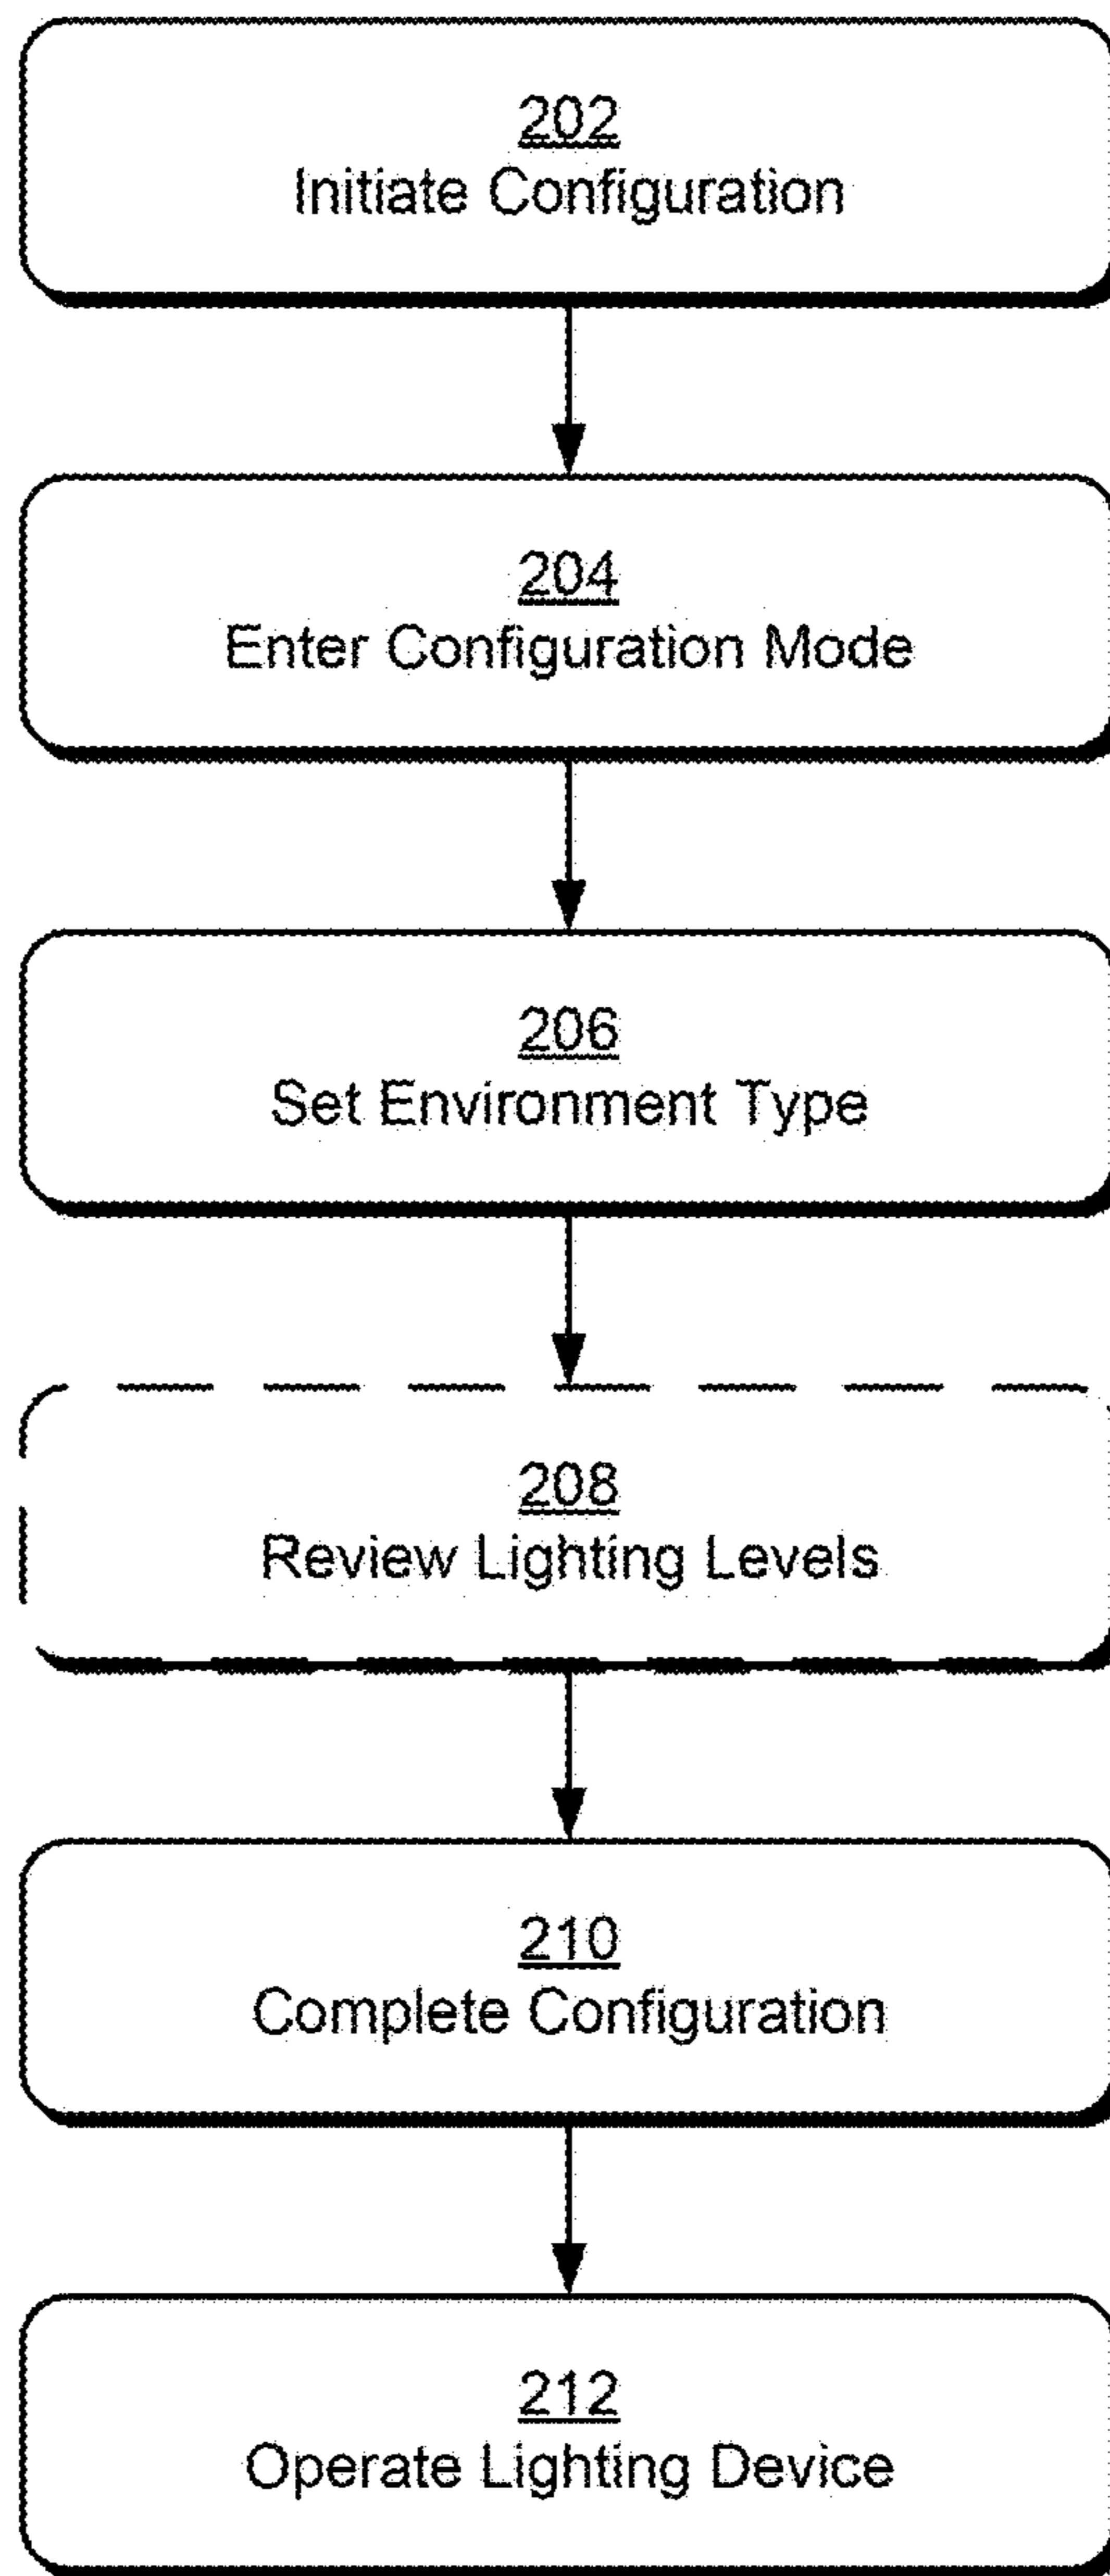 202
Initiate Configuration
204
Enter Configuration Mode
206
Set Environment Type
208
Review Lighting Levels
210
Complete Configuration
212
Operate Lighting Device